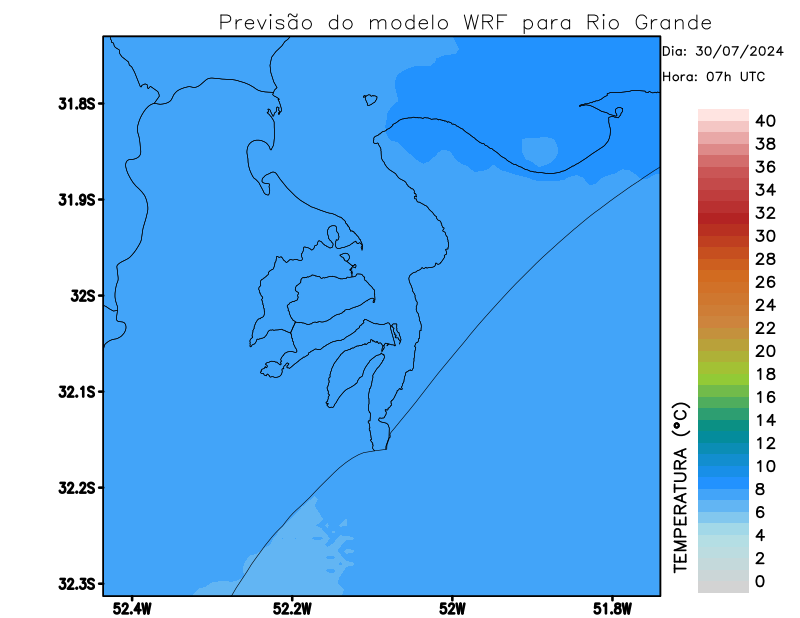 Previsão do modelo WRF para Rio Grande
Dia: 30/07/2024
Hora: 07h UTC
31.8S
31.9S
32S
32.1S
32.2S
32.3S
52.4W
52.2W
52W
51.8W
TEMPERATURA (°C)
40
38
36
34
32
30
28
26
24
22
20
18
16
14
12
10
8
6
4
2
0